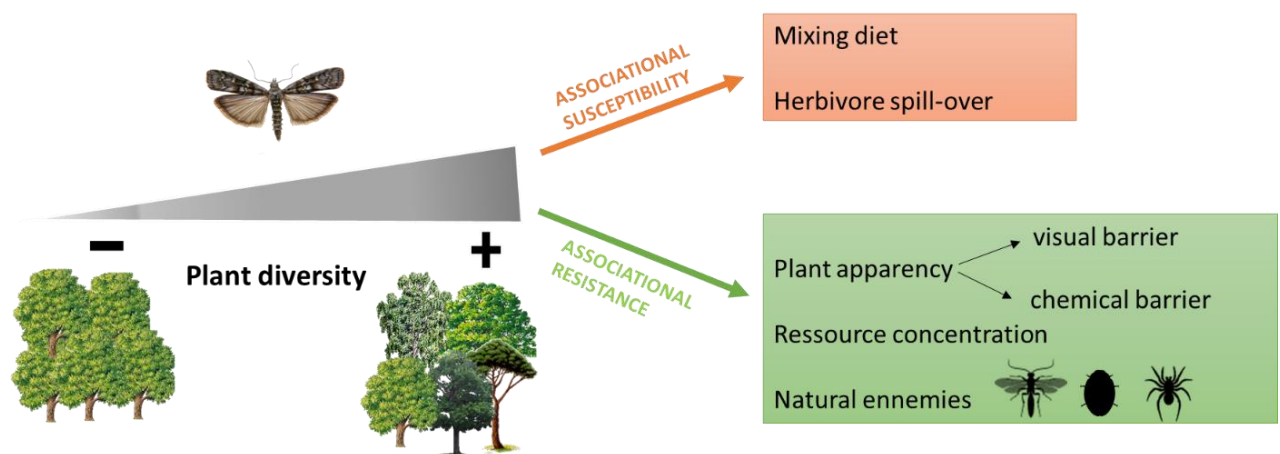 ASSOCIATIONAL
SUSCEPTIBILITY
Mixing diet
Herbivore spill-over
−
+
Plant diversity
ASSOCIATIONAL
RESISTANCE
Plant apparency
visual barrier
chemical barrier
Ressource concentration
Natural ennemies